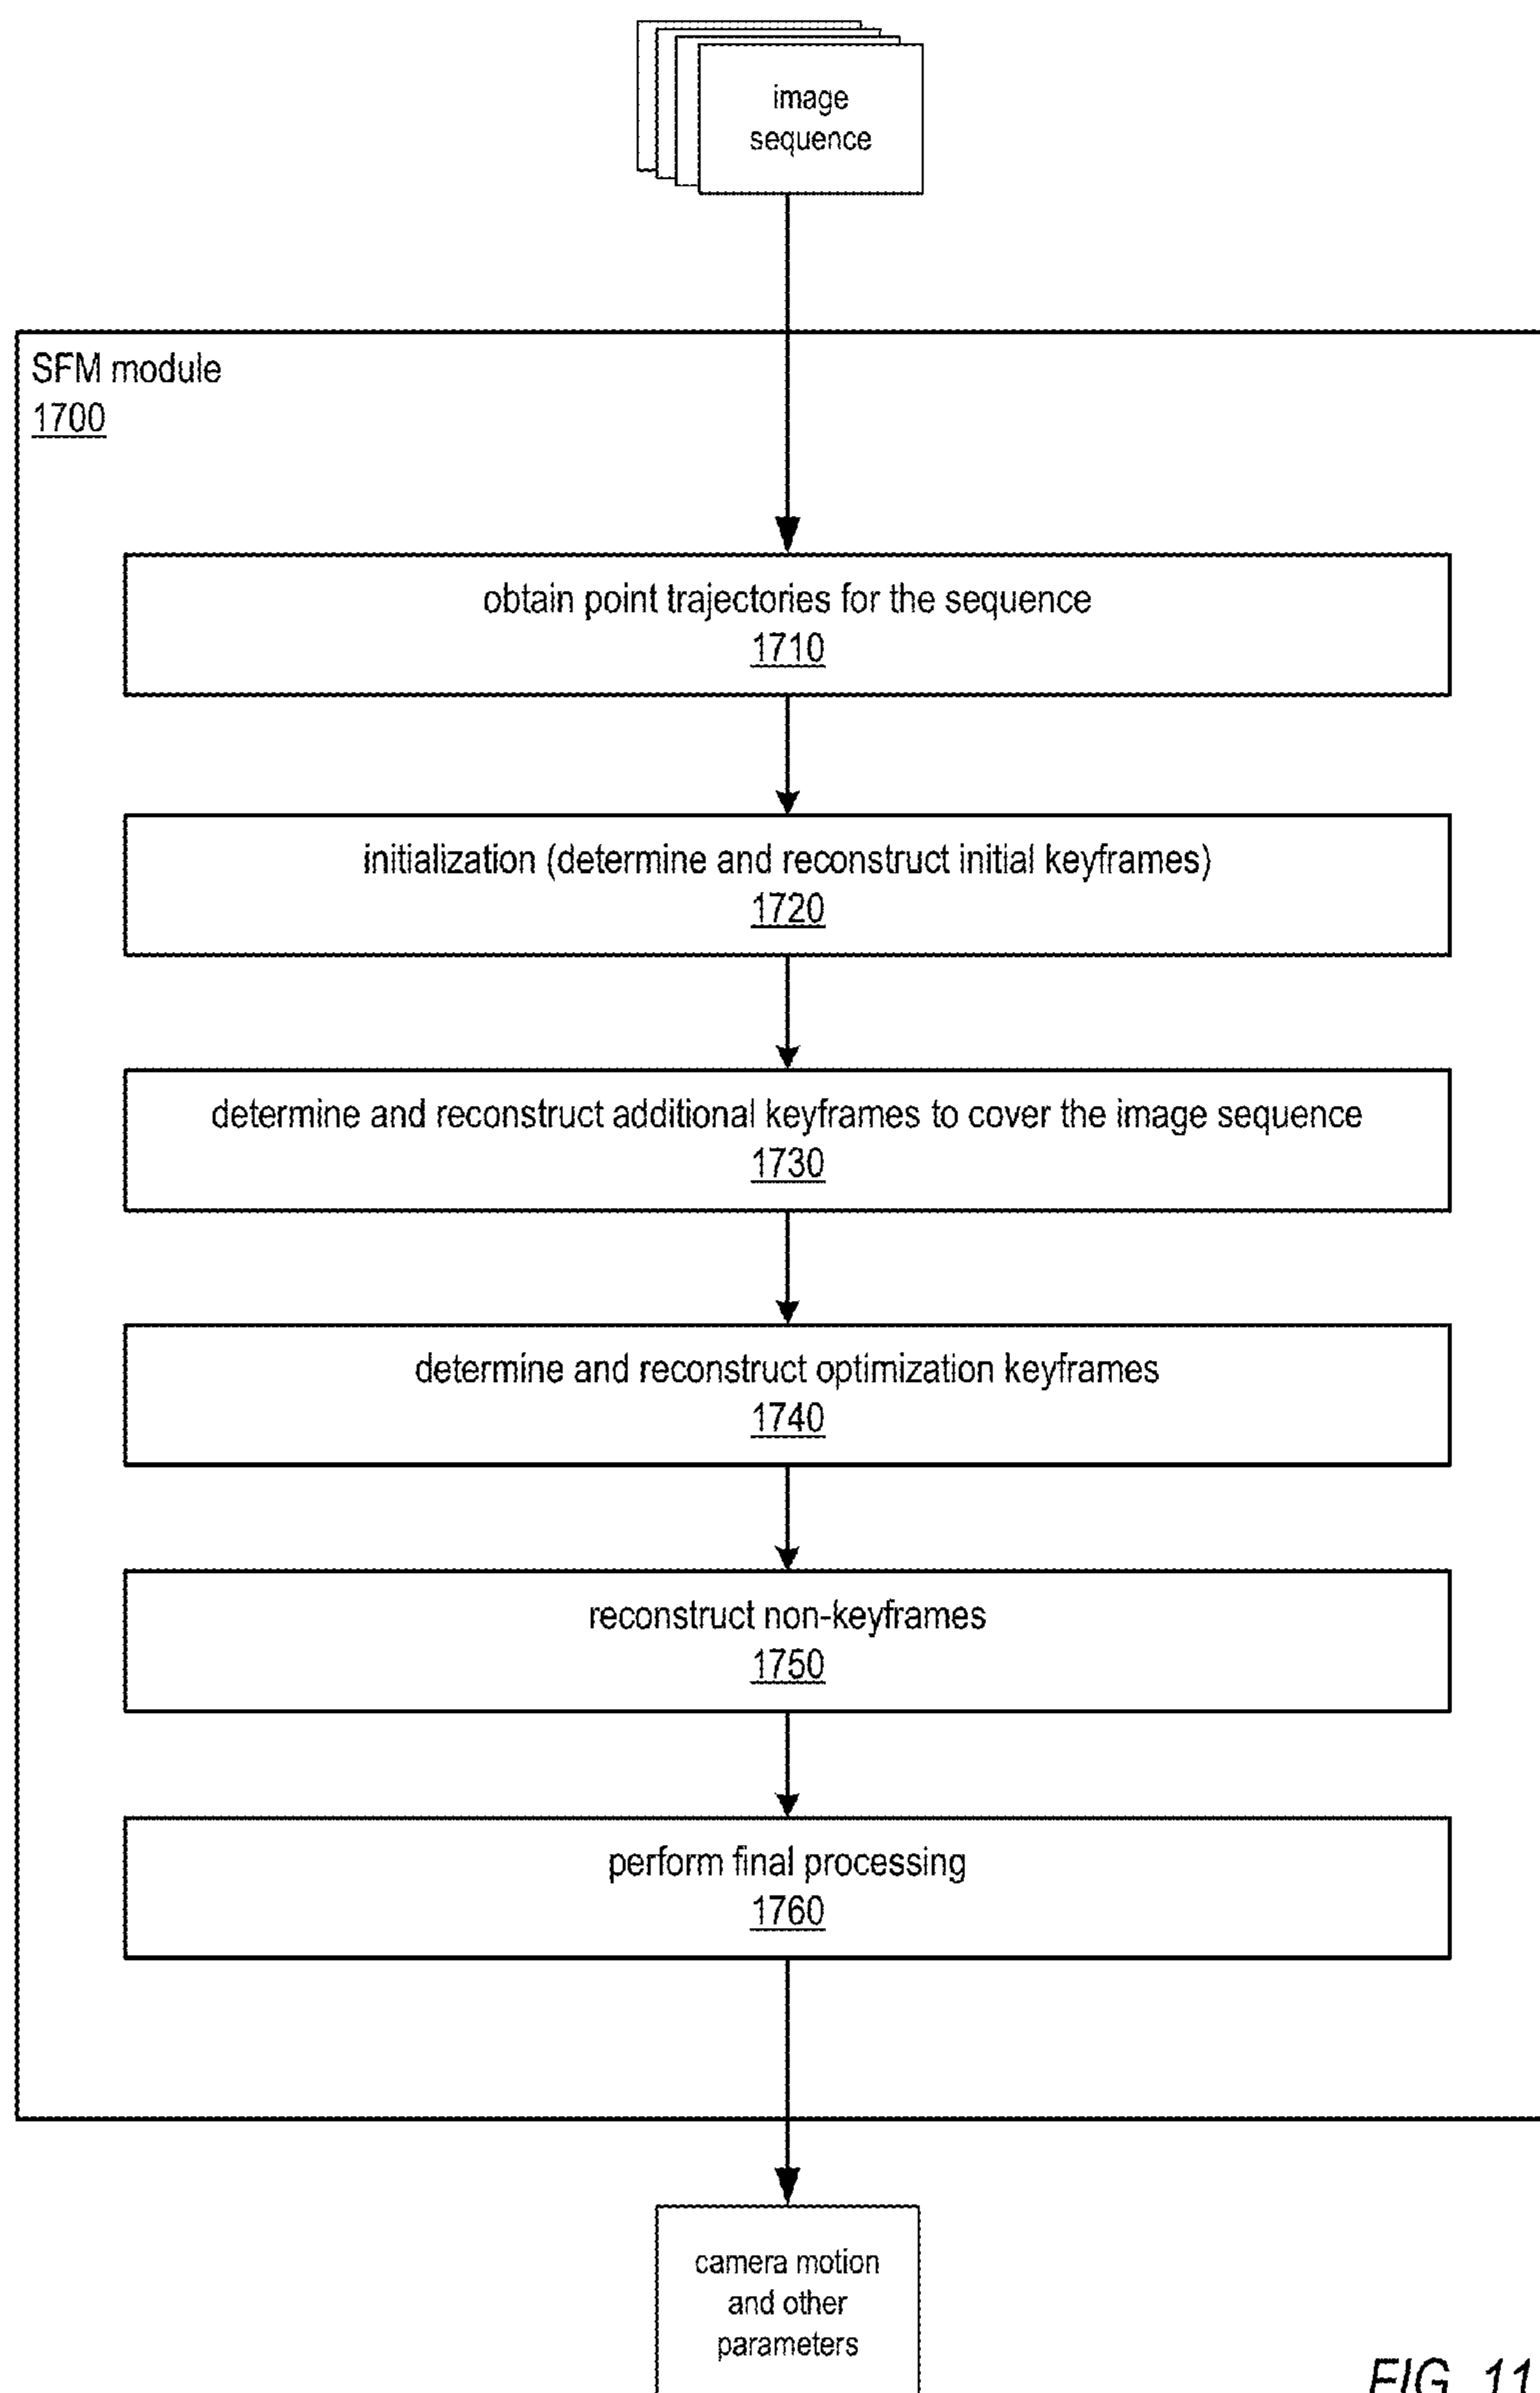 image
sequence
SFM module
1700
obtain point trajectories for the sequence
1710
initialization (determine and reconstruct initial keyframes)
1720
determine and reconstruct additional keyframes to cover the image sequence
1730
determine and reconstruct optimization keyframes
1740
reconstruct non-keyframes
1750
perform final processing
1760
camera motion
and other
parameters
FIG. 11